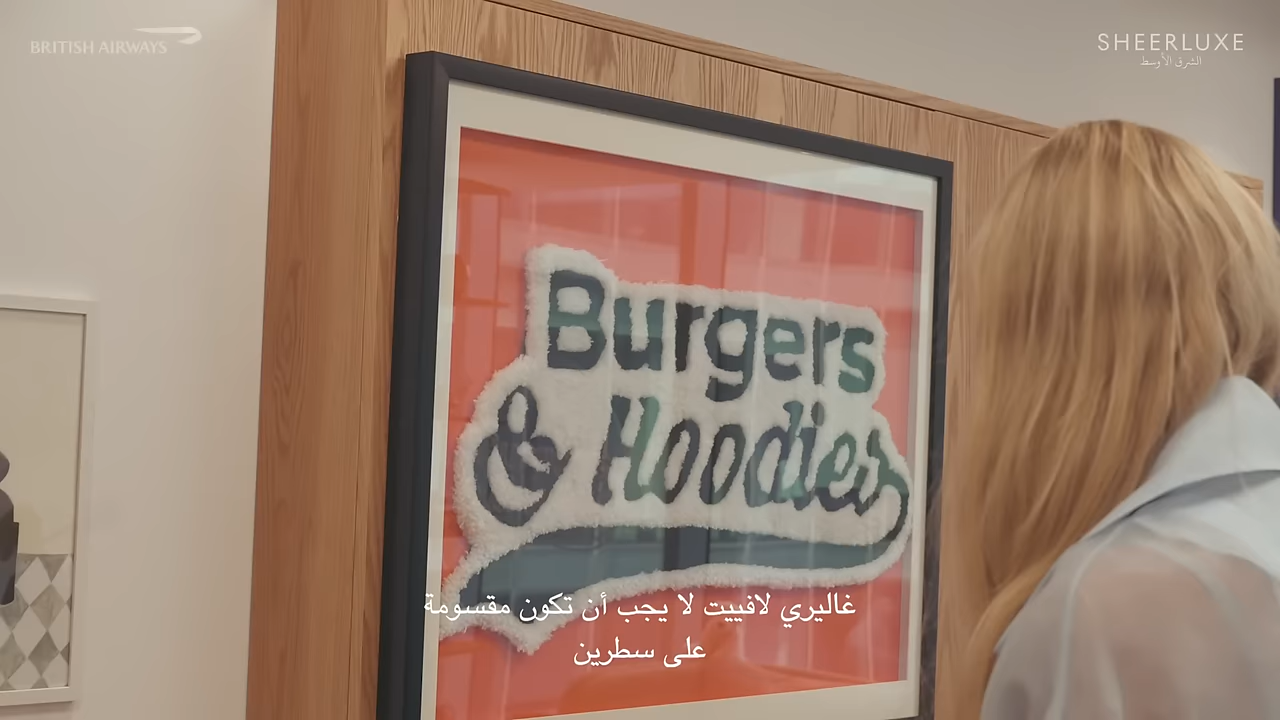 BRITISH AIRWAYS
SHEERLUXE
الشرق الأوسط
Burgers
& Hoodies
غاليري لافييت لا يجب أن تكون مقسومة
على سطرين